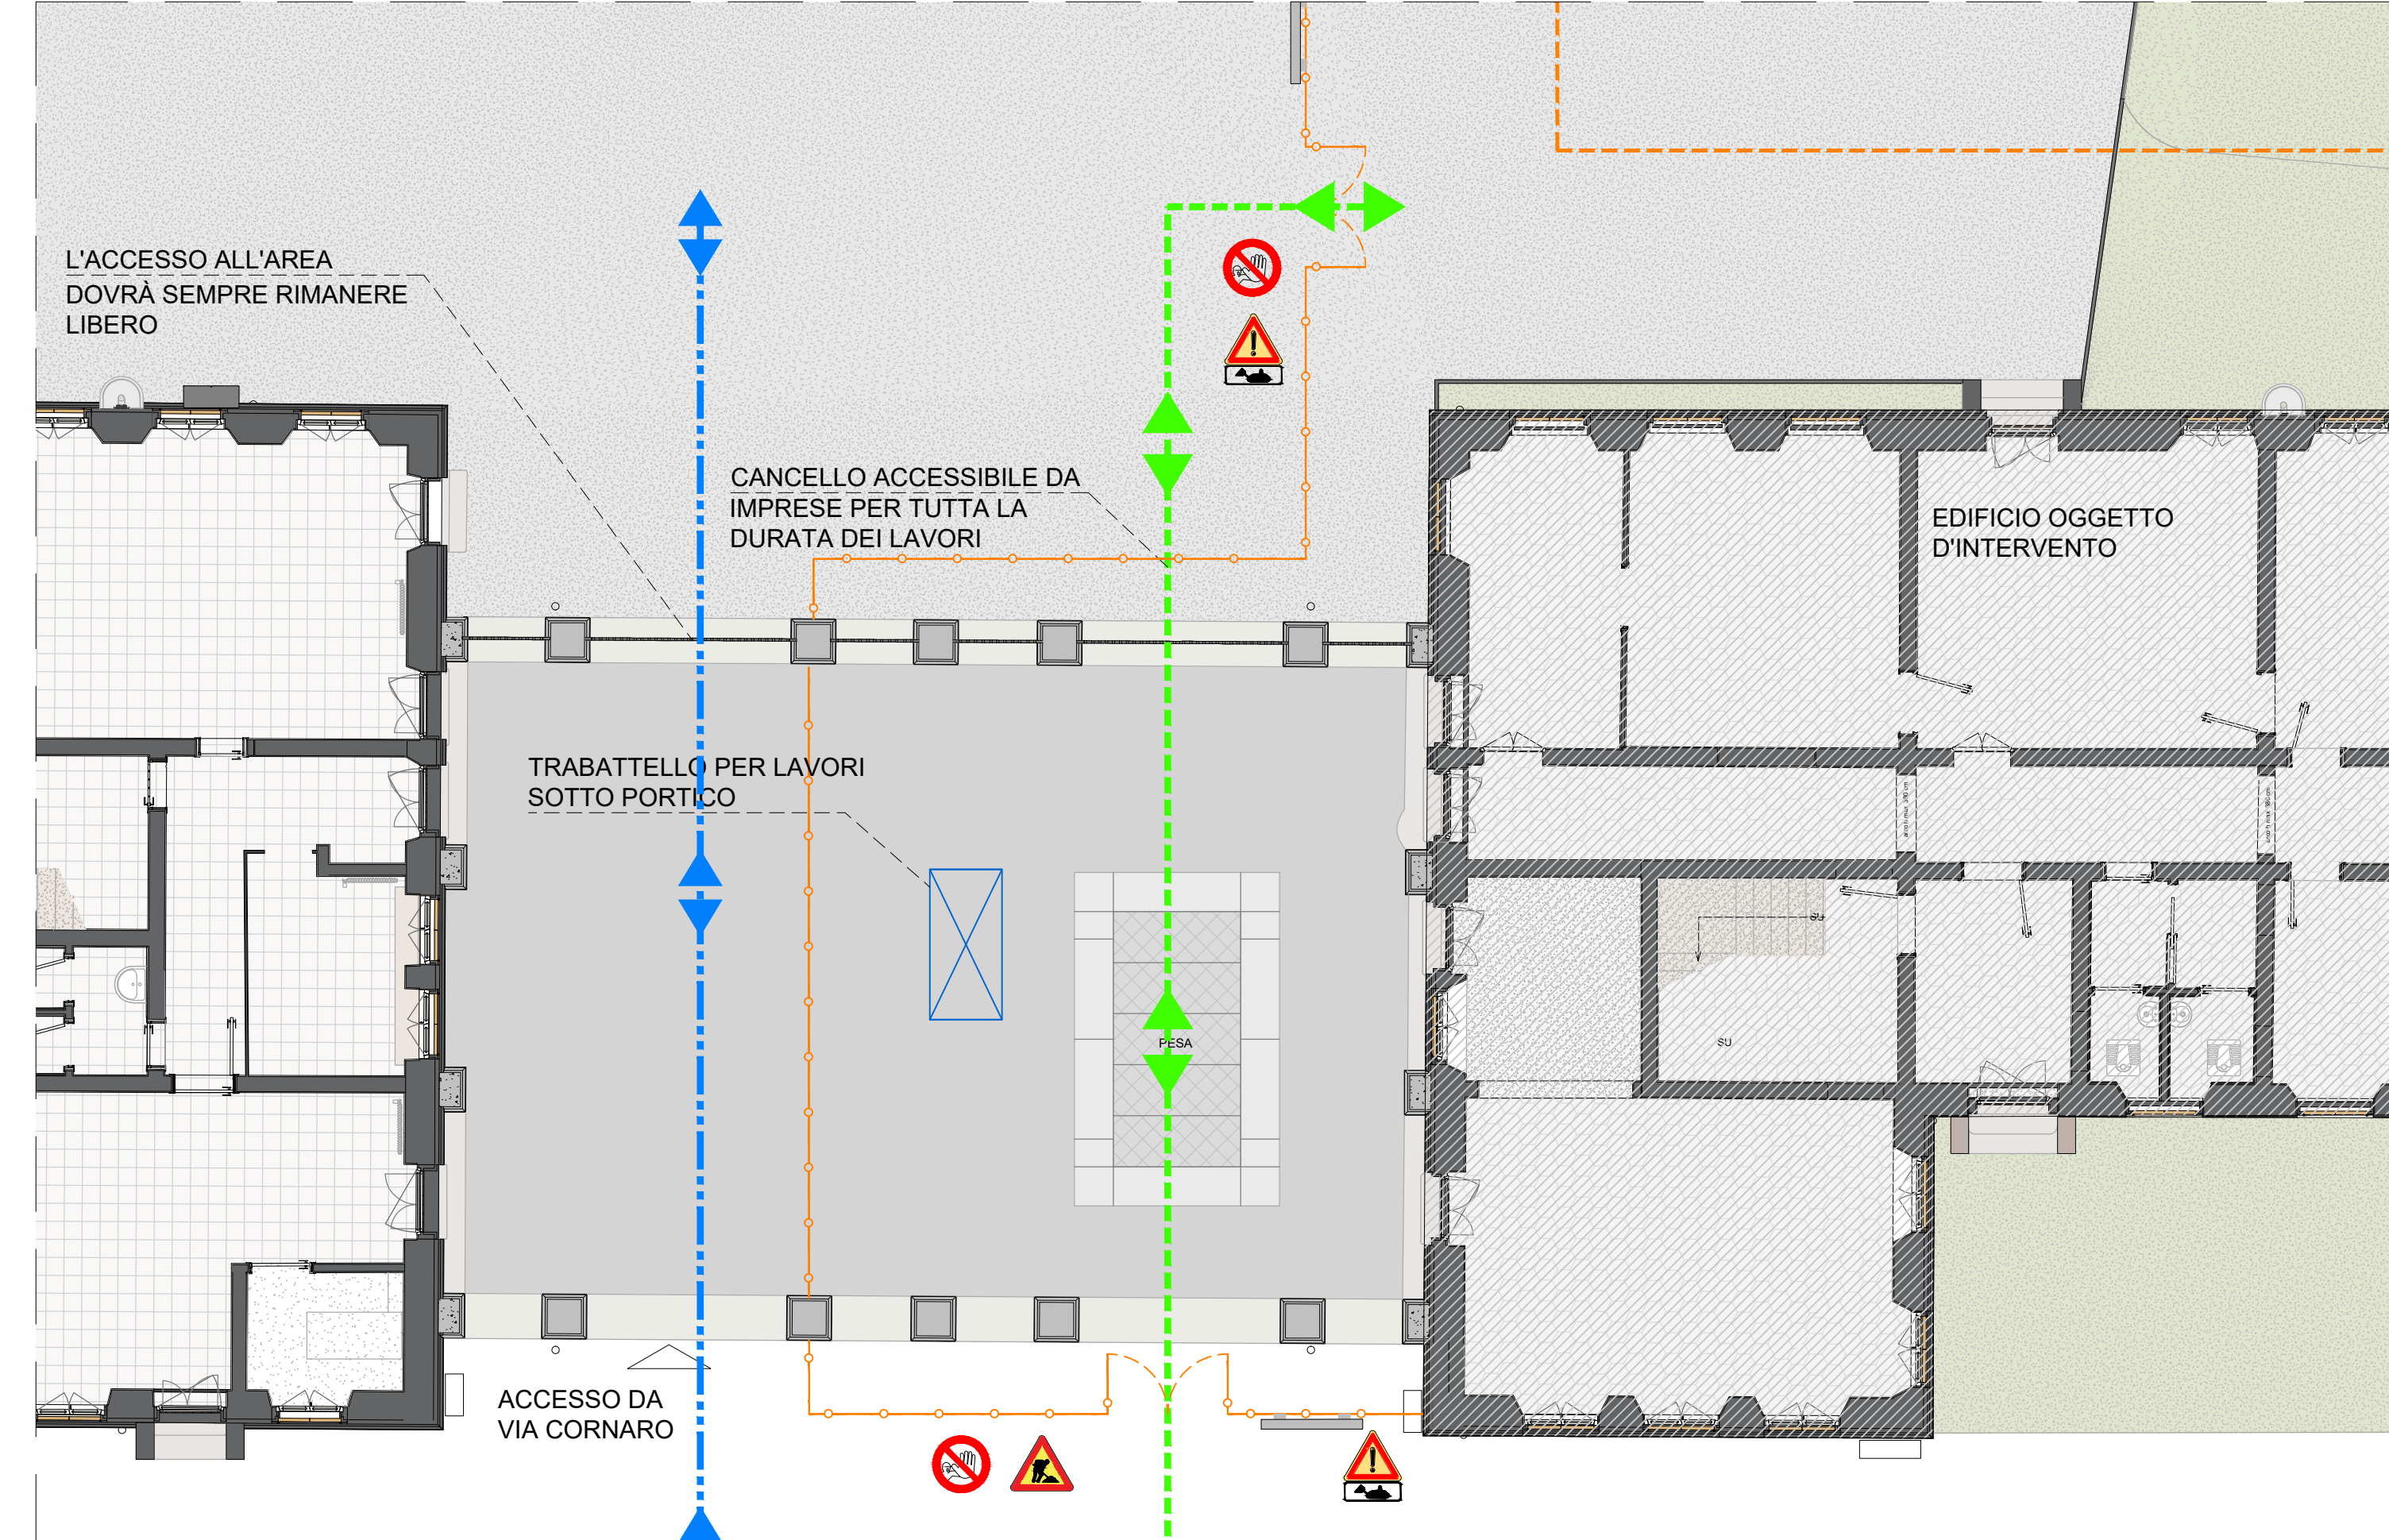 L'ACCESSO ALL'AREA
DOVRÀ SEMPRE RIMANERE
LIBERO
CANCELLO ACCESSIBILE DA
IMPRESE PER TUTTA LA
DURATA DEI LAVORI
EDIFICIO OGGETTO
D'INTERVENTO
TRABATTELLO PER LAVORI
SOTTO PORTICO
SU
PESA
SU
ACCESSO DA
VIA CORNARO